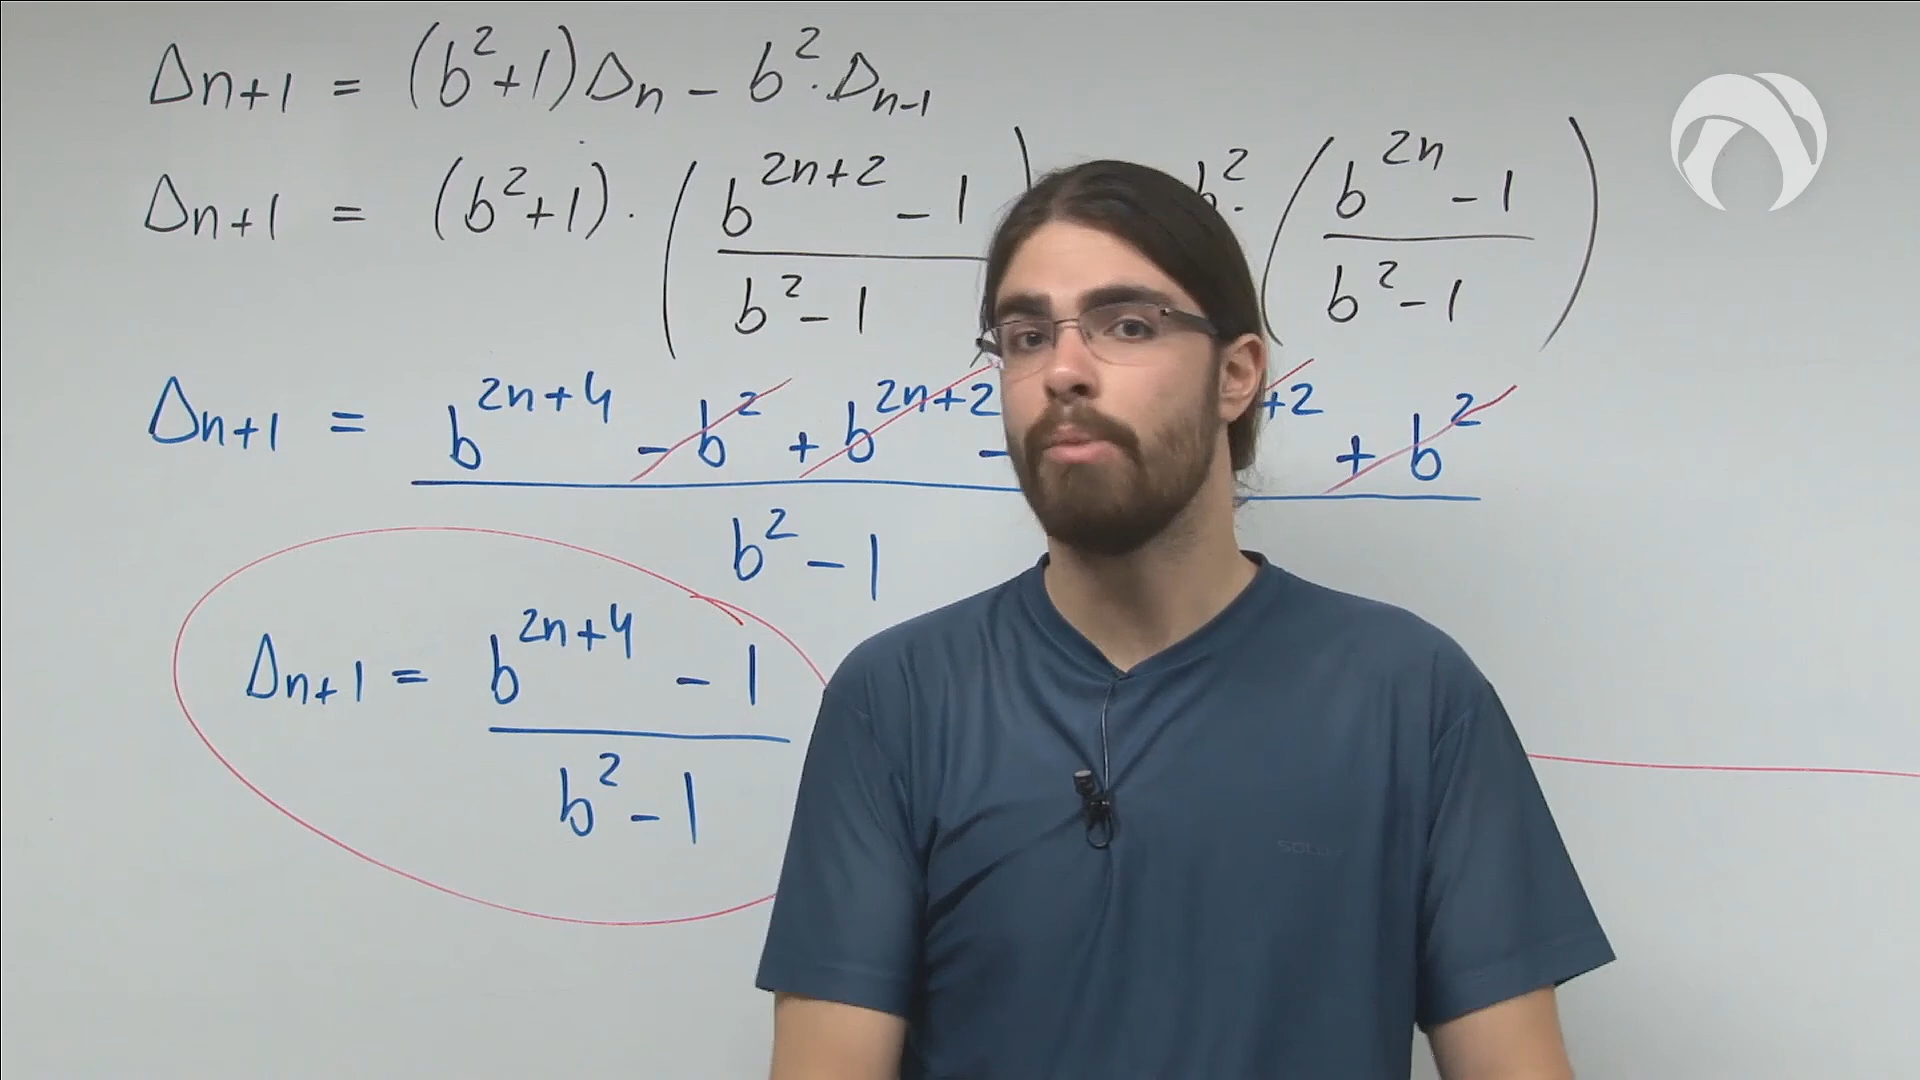 Δn+1 = (b²+1)Δn - b².Δn-1
Δn+1 = (b²+1) · (b^{2n+2} - 1 / b² - 1) b². (b^{2n} - 1 / b² - 1)
Δn+1 = b^{2n+4} - b² + b^{2n+2} - +2 + b² / b² - 1
Δn+1 = b^{2n+4} - 1 / b² - 1